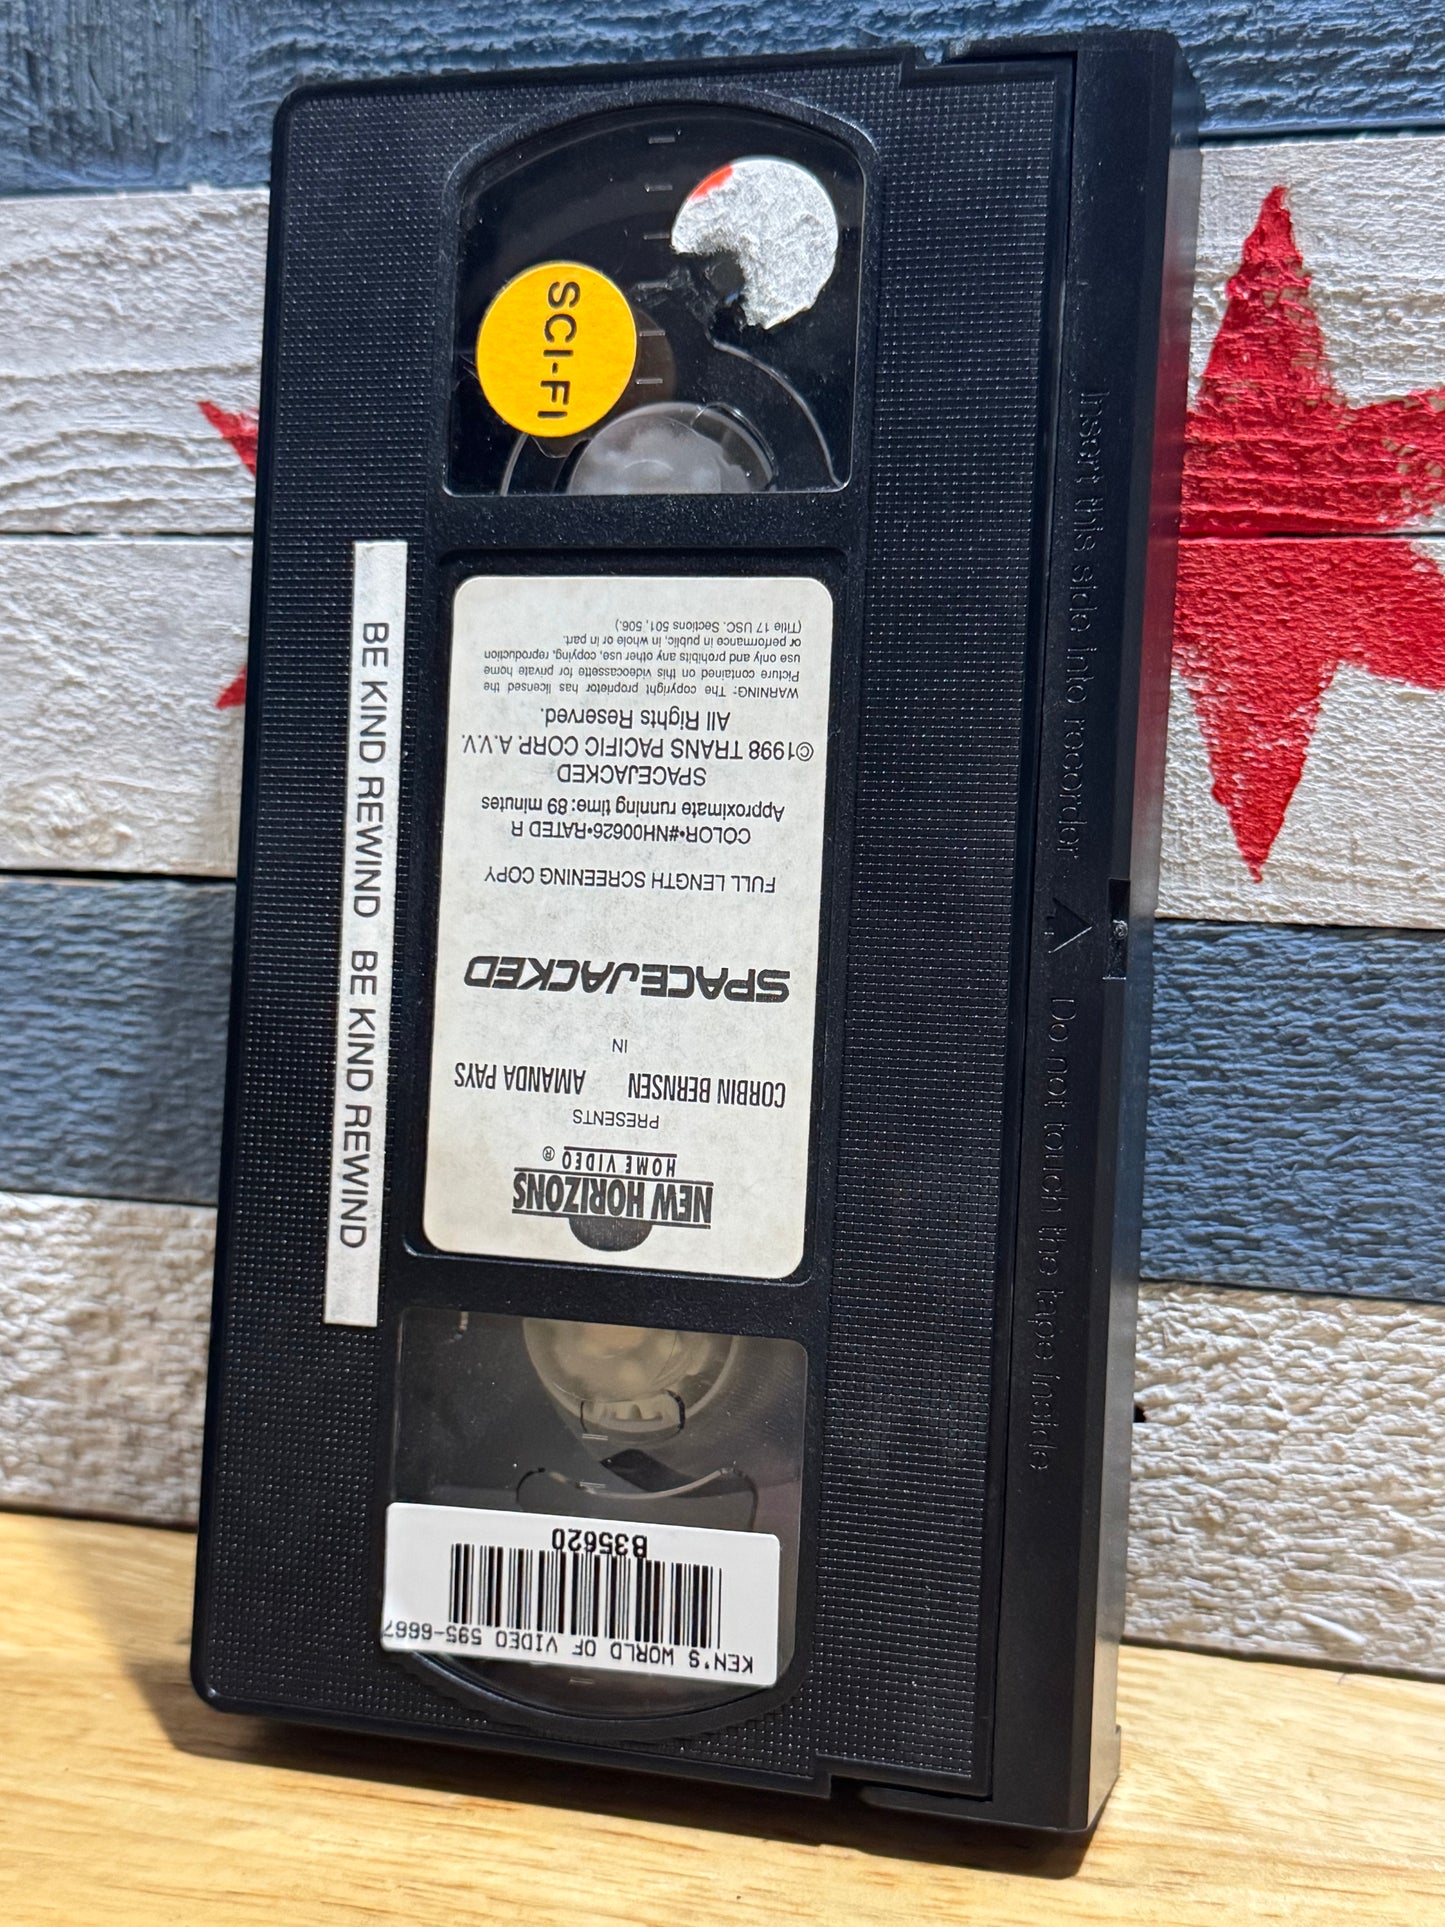 SCI-FI
BE KIND REWIND BE KIND REWIND
NEW HORIZONS
HOME VIDEO ®
PRESENTS
CORBIN BERNSEN AMANDA PAYS
IN
SPACEJACKED
FULL LENGTH SCREENING COPY
COLOR•#NH00626•RATED R
Approximate running time: 89 minutes
SPACEJACKED
©1998 TRANS PACIFIC CORP. A.V.V.
All Rights Reserved.
WARNING: The copyright proprietor has licensed the
Picture contained on this videocassette for private home
use only and prohibits any other use, copying, reproduction
or performance in public, in whole or in part.
(Title 17 USC. Sections 501, 506.)
KEN'S WORLD OF VIDEO 595-6667
B35620
Insert this side into recorder Do not touch the tape inside